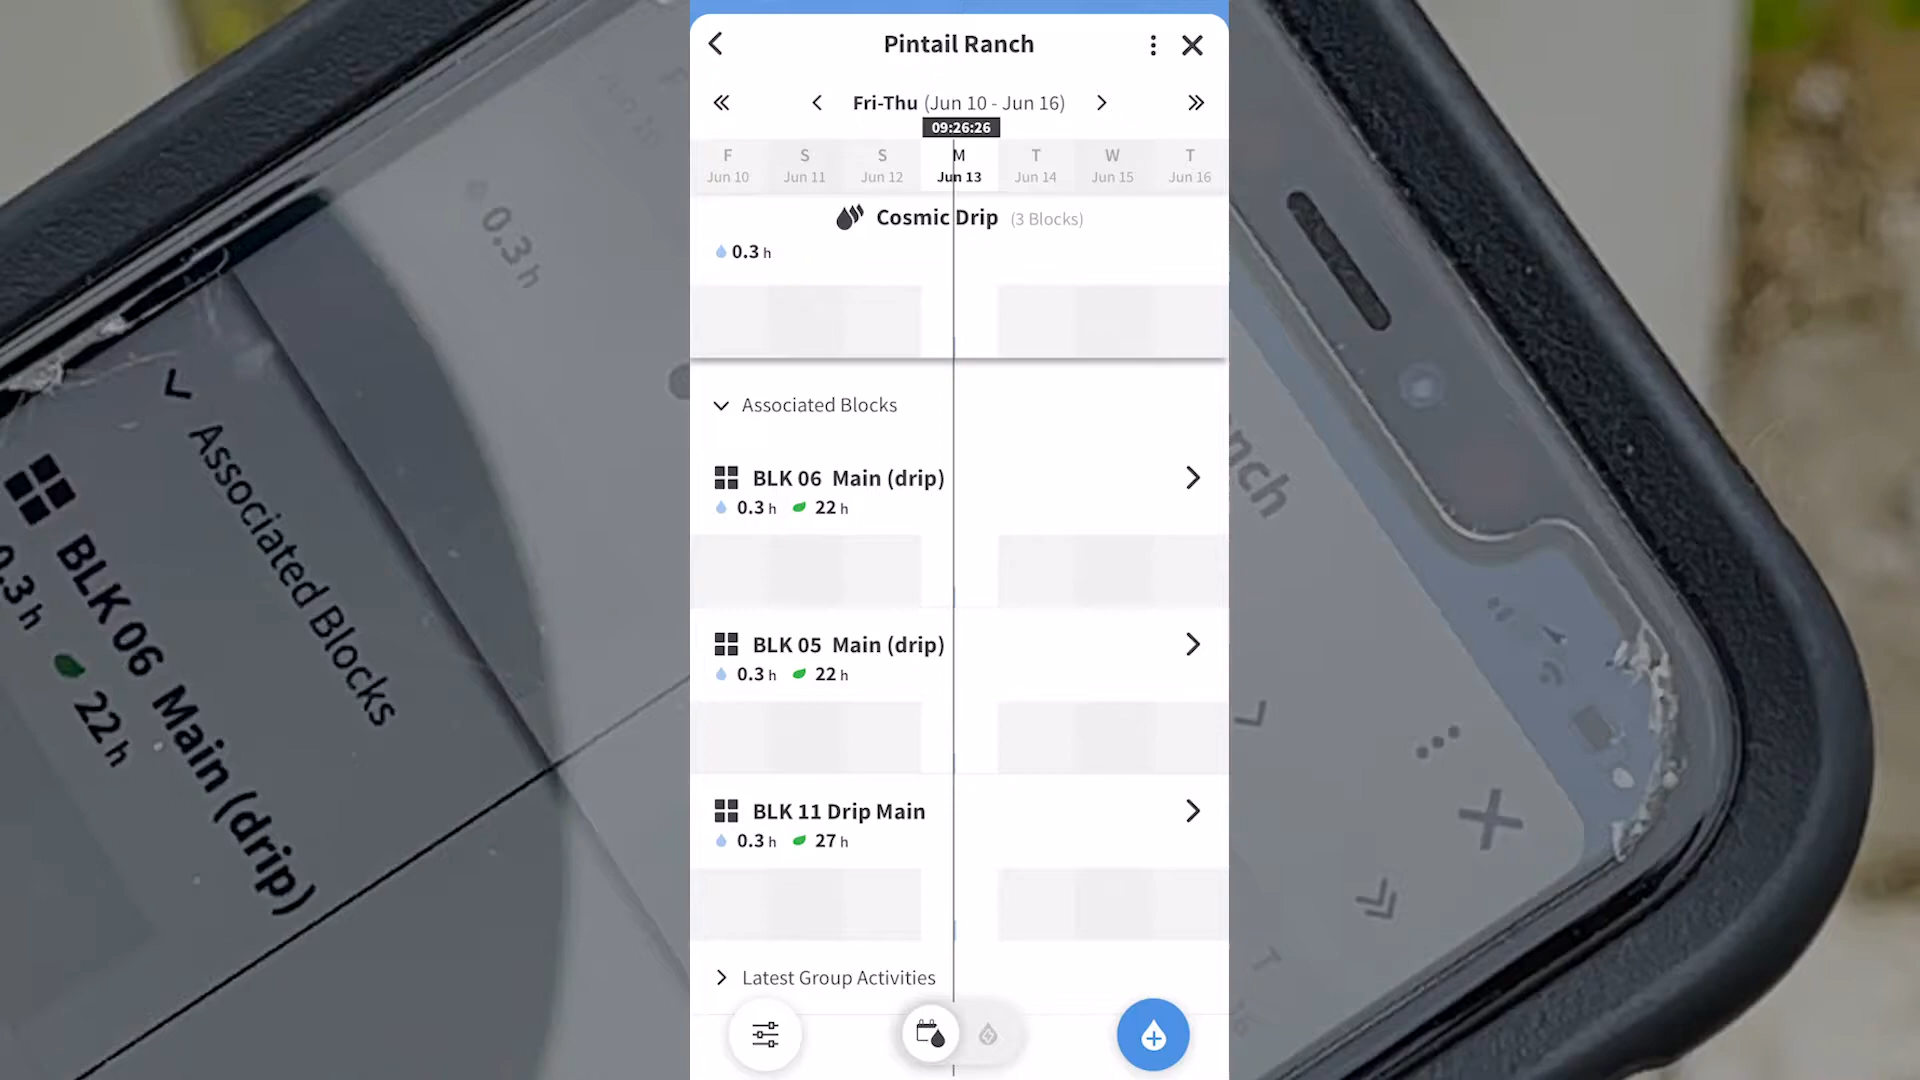 Pintail Ranch
Fri-Thu (Jun 10 - Jun 16)
09:26:26
F S S M T W T
Jun 10 Jun 11 Jun 12 Jun 13 Jun 14 Jun 15 Jun 16
Cosmic Drip (3 Blocks)
0.3 h
Associated Blocks
BLK 06 Main (drip)
0.3 h 22 h
BLK 05 Main (drip)
0.3 h 22 h
BLK 11 Drip Main
0.3 h 27 h
Latest Group Activities
0.3 h
Associated Blocks
BLK 06 Main (drip)
0.3 h 22 h
nch
T